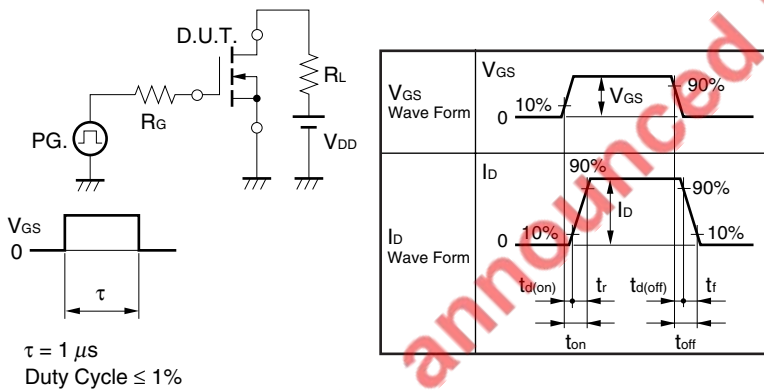 D.U.T.
RL
RG
PG.
VDD
VGS
0
τ
τ = 1 μs
Duty Cycle ≤ 1%
VGS
Wave Form
VGS
10%
0
VGS
90%
ID
Wave Form
ID
90%
90%
10%
0
ID
10%
td(on)
tr
td(off)
tf
ton
toff
announced